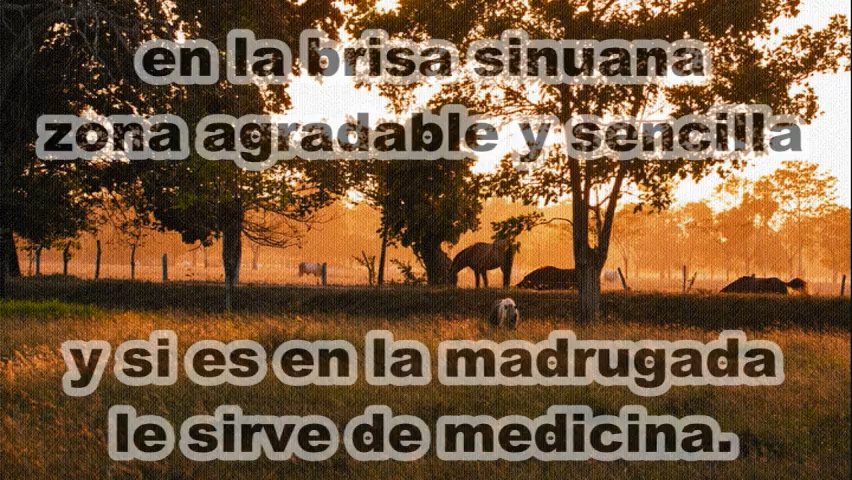 en la brisa sinuana
zona agradable y sencilla
y si es en la madrugada
le sirve de medicina.